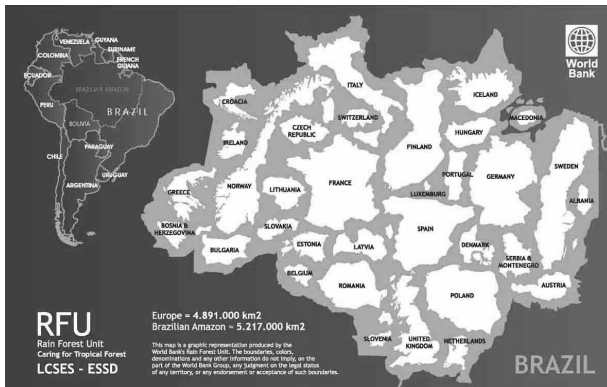 VENEZUELA
GUYANA
SURINAME
FRENCH
GUIANA
COLOMBIA
ECUADOR
BRAZILIAN AMAZON
PERU
BRAZIL
BOLIVIA
PARAGUAY
CHILE
URUGUAY
ARGENTINA
World
Bank
ITALY
ICELAND
CROATIA
SWITZERLAND
MACEDONIA
CZECH
REPUBLIC
HUNGARY
IRELAND
FINLAND
SWEDEN
PORTUGAL
GERMANY
NORWAY
LITHUANIA
FRANCE
GREECE
LUXEMBURG
ALBANIA
BOSNIA &
HERZEGOVINA
SLOVAKIA
SPAIN
BULGARIA
ESTONIA
LATVIA
DENMARK
SERBIA &
MONTENEGRO
BELGIUM
ROMANIA
AUSTRIA
POLAND
SLOVENIA
UNITED
KINGDOM
NETHERLANDS
RFU
Rain Forest Unit
Caring for Tropical Forest
LCSES - ESSD
Europe = 4.891.000 km2
Brazilian Amazon = 5.217.000 km2
This map is a graphic representation produced by the
World Bank's Rain Forest Unit. The boundaries, colors,
denominations and any other information do not imply, on the
part of the World Bank Group, any judgment on the legal status
of any territory, or any endorsement or acceptance of such boundaries.
BRAZIL